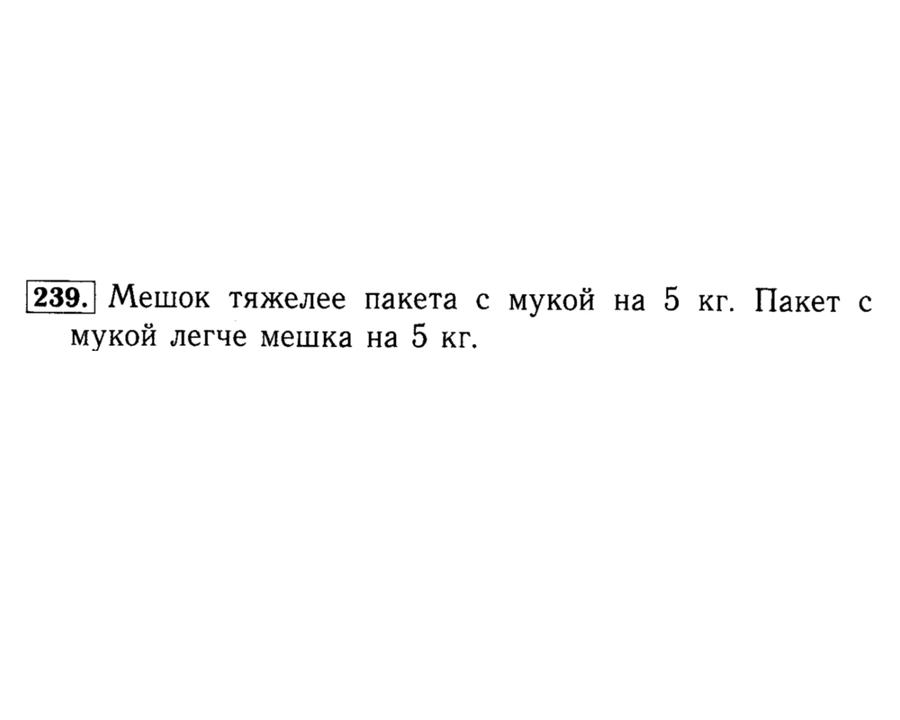 239. Мешок тяжелее пакета с мукой на 5 кг. Пакет с
мукой легче мешка на 5 кг.